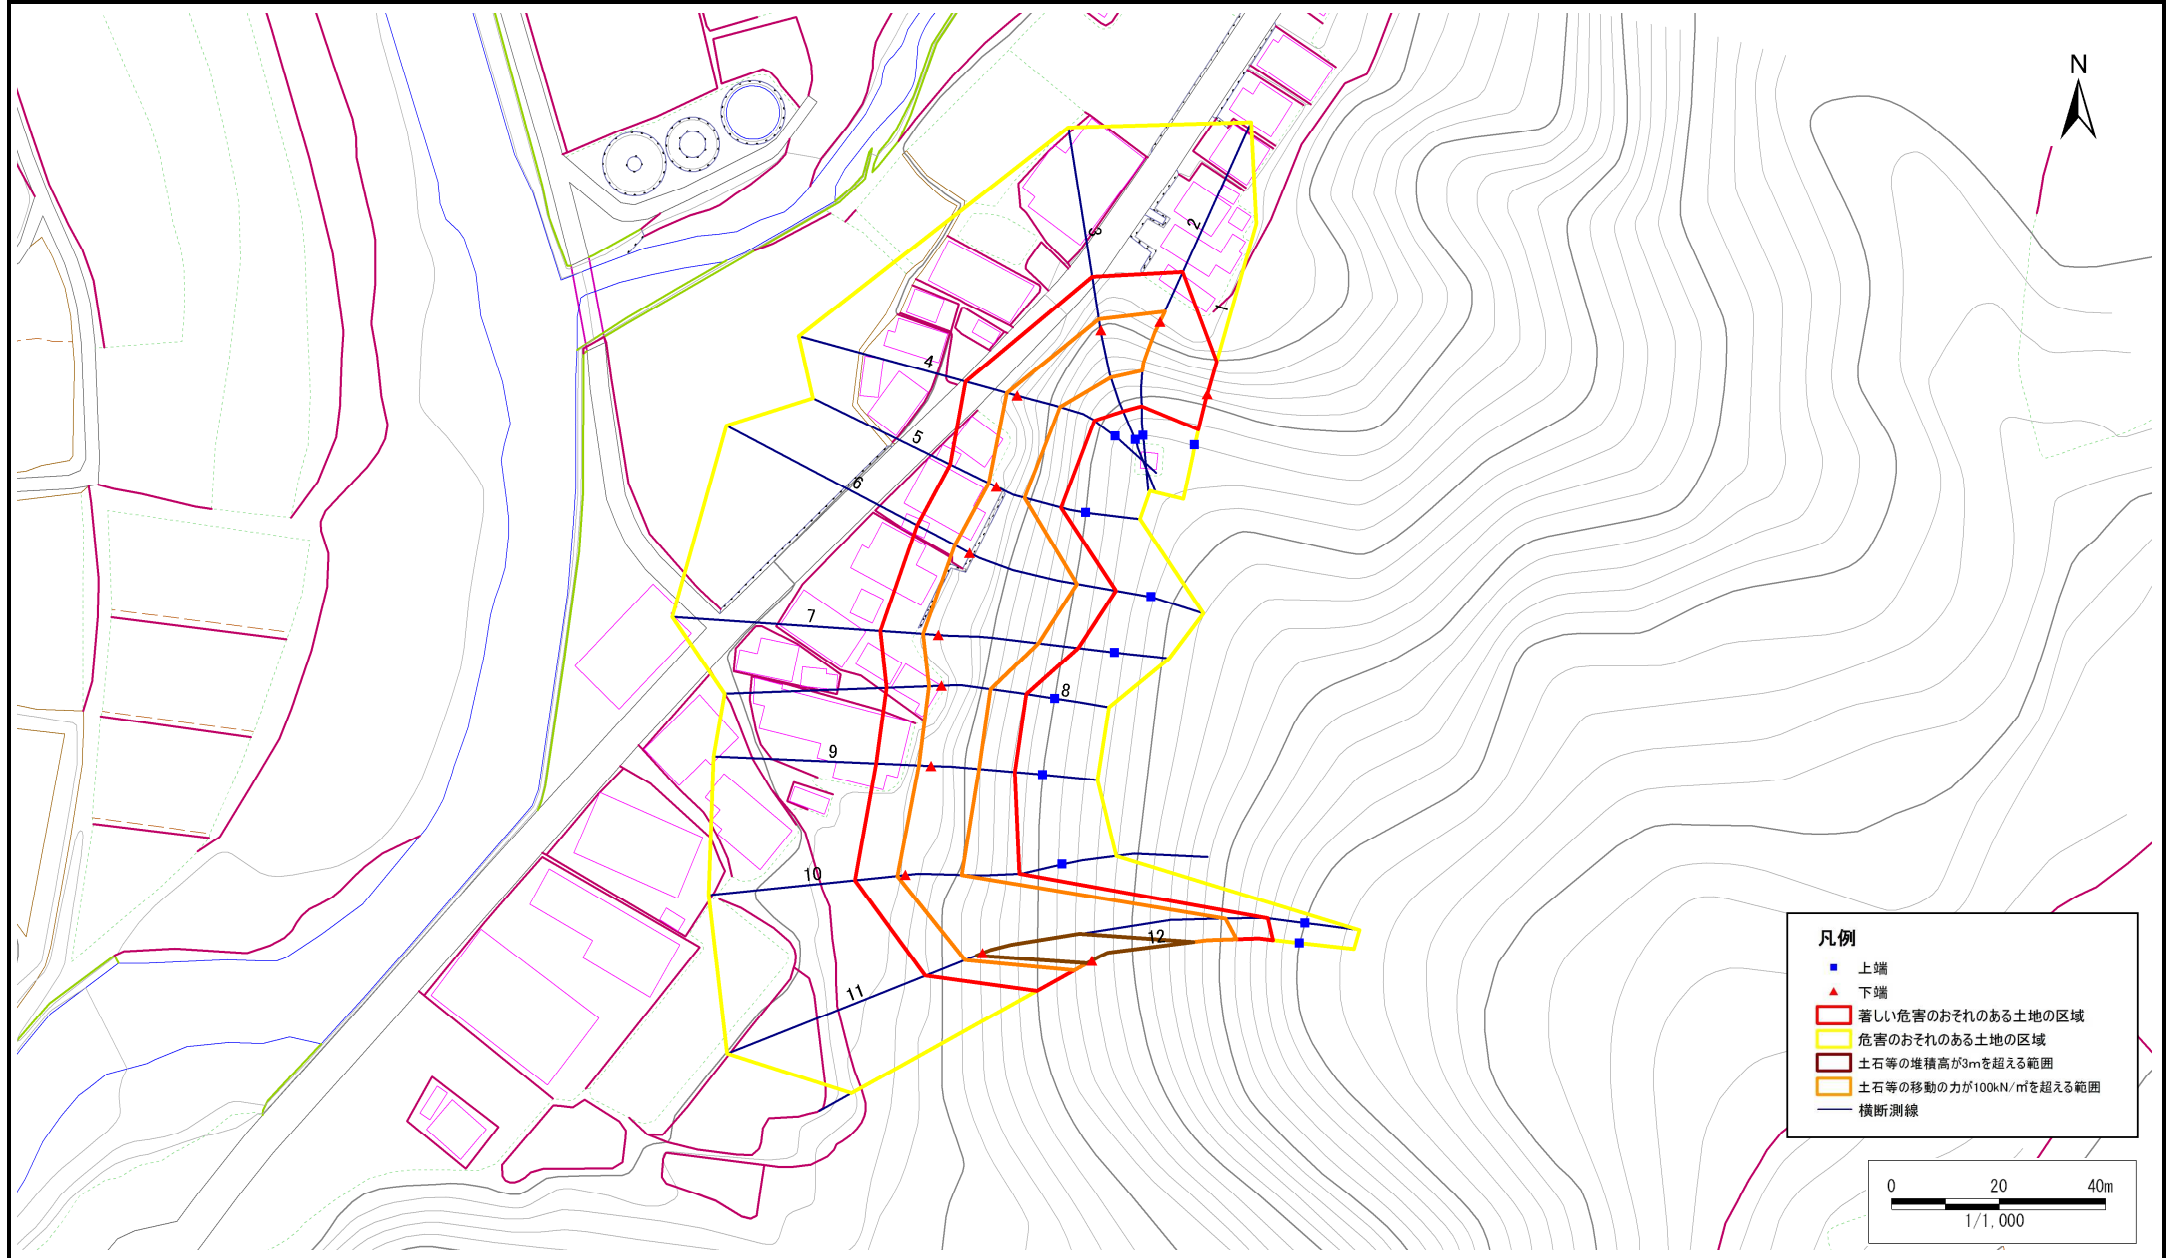 N
2
3
1
4
5
6
7
8
9
10
12
11
凡例
上端
下端
著しい危害のおそれのある土地の区域
危害のおそれのある土地の区域
土石等の堆積高が3mを超える範囲
土石等の移動の力が100kN/㎡を超える範囲
横断測線
0 20 40m
1/1,000